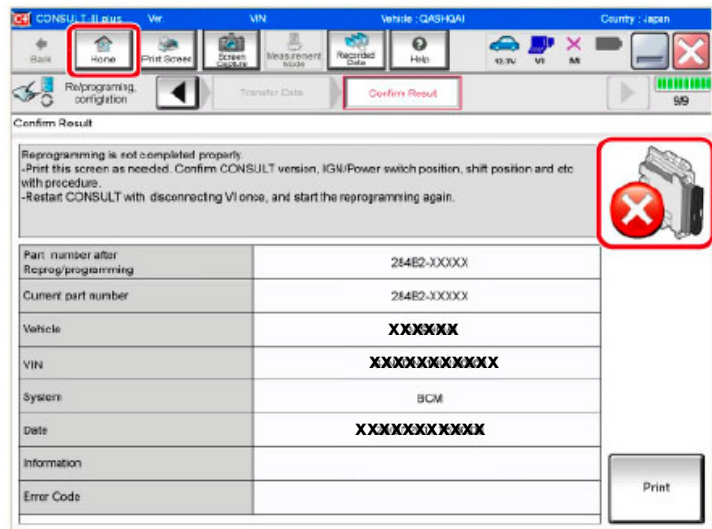 CONSULT-III plus Ver. VIN: Vehicle : QASHQAI Country : Japan
Back Home Print Screen Screen Capture Measurement Mode Recorded Data Help 12.3V VI MI
Re/programing, configration Transfer Data Confirm Result 9/9
Confirm Result
Reprogramming is not completed properly.
-Print this screen as needed. Confirm CONSULT version, IGN/Power switch position, shift position and etc
with procedure.
-Restart CONSULT with disconnecting VI once, and start the reprogramming again.
Part number after
Reprog/programming
284B2-XXXXX
Current part number 284B2-XXXXX
Vehicle XXXXXX
VIN XXXXXXXXXXX
System BCM
Date XXXXXXXXXXX
Information
Error Code
Print